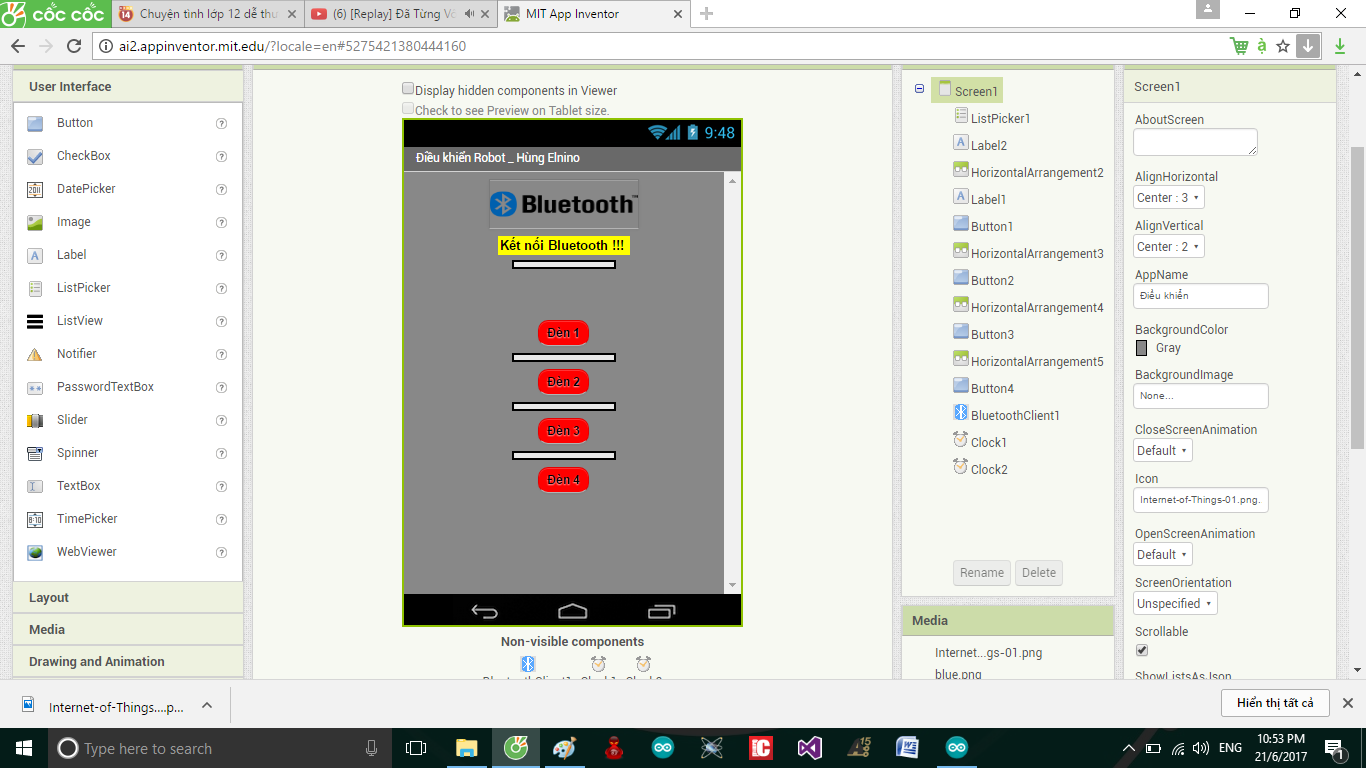 cốc cốc
14
Chuyện tình lớp 12 dễ thư
(6) [Replay] Đã Từng Vô
MIT App Inventor
ai2.appinventor.mit.edu/?locale=en#5275421380444160
User Interface
Button
CheckBox
DatePicker
Image
Label
ListPicker
ListView
Notifier
PasswordTextBox
Slider
Spinner
TextBox
TimePicker
WebViewer
Layout
Media
Drawing and Animation
Display hidden components in Viewer
Check to see Preview on Tablet size.
9:48
Điều khiển Robot _ Hùng Elnino
Bluetooth™
Kết nối Bluetooth !!!
Đèn 1
Đèn 2
Đèn 3
Đèn 4
Non-visible components
BluetoothClient1 Clock1 Clock2
Screen1
ListPicker1
Label2
HorizontalArrangement2
Label1
Button1
HorizontalArrangement3
Button2
HorizontalArrangement4
Button3
HorizontalArrangement5
Button4
BluetoothClient1
Clock1
Clock2
Rename Delete
Media
Internet...gs-01.png
blue.png
Screen1
AboutScreen
AlignHorizontal
Center : 3
AlignVertical
Center : 2
AppName
Điều khiển
BackgroundColor
Gray
BackgroundImage
None...
CloseScreenAnimation
Default
Icon
Internet-of-Things-01.png.
OpenScreenAnimation
Default
ScreenOrientation
Unspecified
Scrollable
ShowListsAsJson
Internet-of-Things....p...
Hiển thị tất cả
Type here to search
ENG
10:53 PM
21/6/2017
1